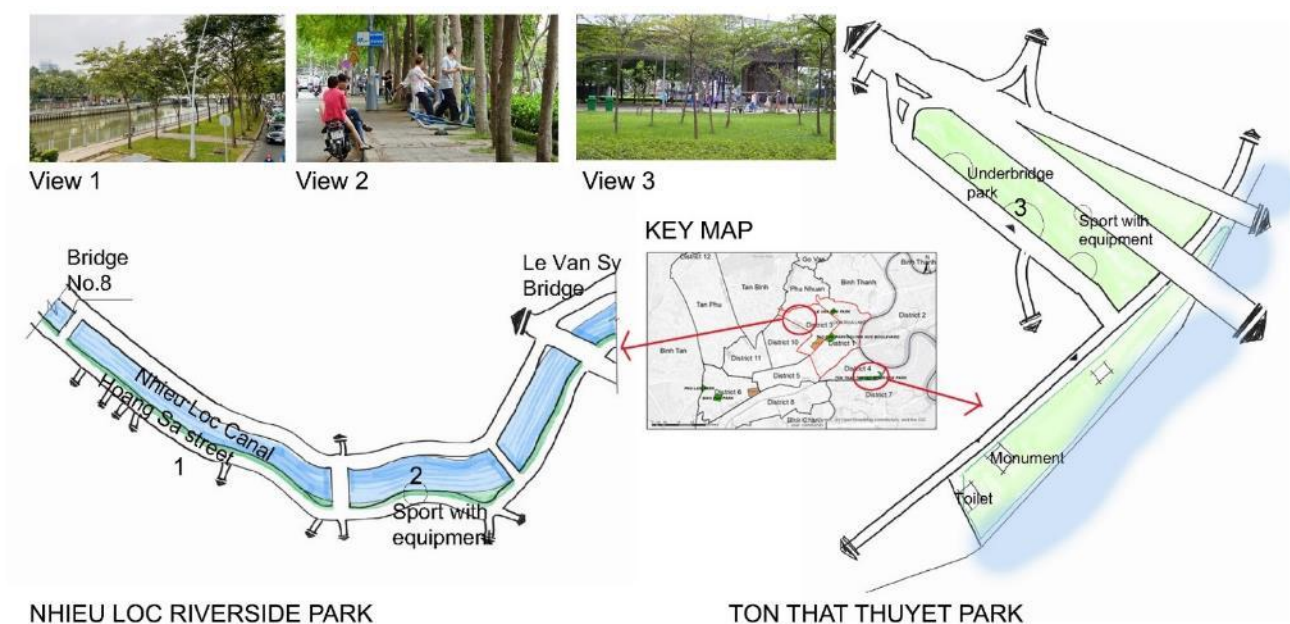 View 1
View 2
View 3
Underbridge
park
3
Sport with
equipment
KEY MAP
Bridge
No.8
Le Van Sy
Bridge
District 12
Go Vap
Binh Thanh
Binh Thanh
Tan Binh
Phu Nhuan
Tan Phu
District 2
District 3
District 10
District 1
Binh Tan
District 11
District 5
District 4
District 6
District 8
District 7
Nhieu Loc Canal
Hoang Sa street
1
2
Sport with
equipment
Monument
Toilet
NHIEU LOC RIVERSIDE PARK
TON THAT THUYET PARK